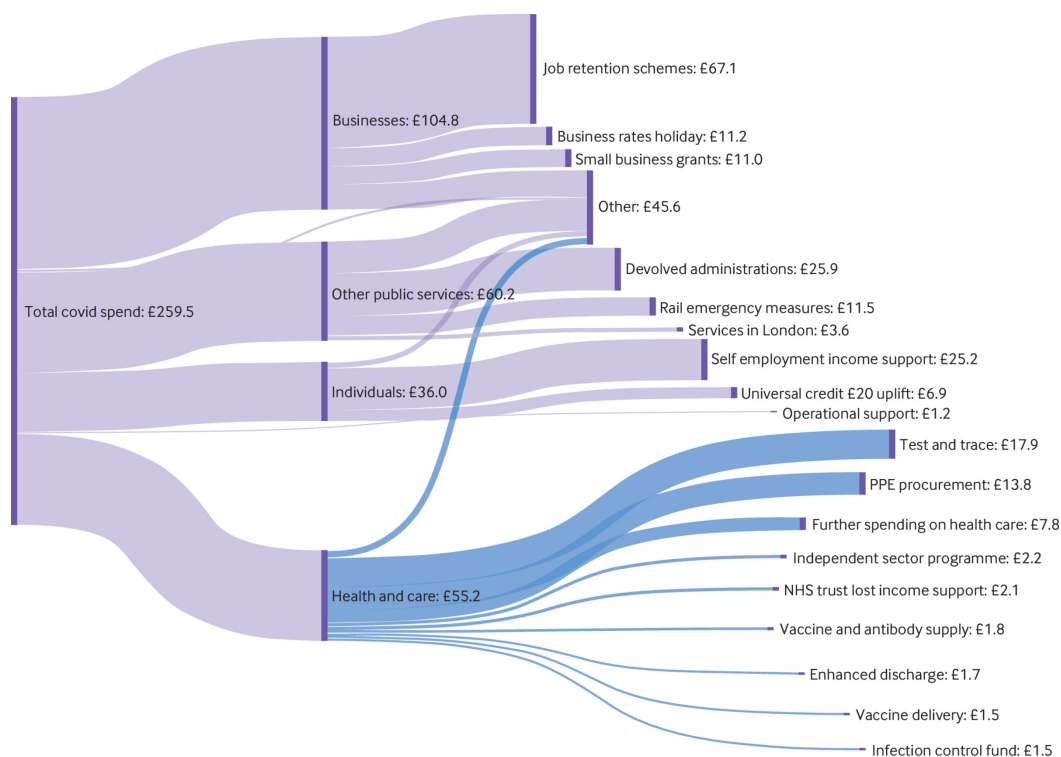 Job retention schemes: £67.1
Businesses: £104.8
Business rates holiday: £11.2
Small business grants: £11.0
Other: £45.6
Devolved administrations: £25.9
Other public services: £60.2
Rail emergency measures: £11.5
Total covid spend: £259.5
Services in London: £3.6
Self employment income support: £25.2
Individuals: £36.0
Universal credit £20 uplift: £6.9
Operational support: £1.2
Test and trace: £17.9
PPE procurement: £13.8
Further spending on health care: £7.8
Independent sector programme: £2.2
Health and care: £55.2
NHS trust lost income support: £2.1
Vaccine and antibody supply: £1.8
Enhanced discharge: £1.7
Vaccine delivery: £1.5
Infection control fund: £1.5